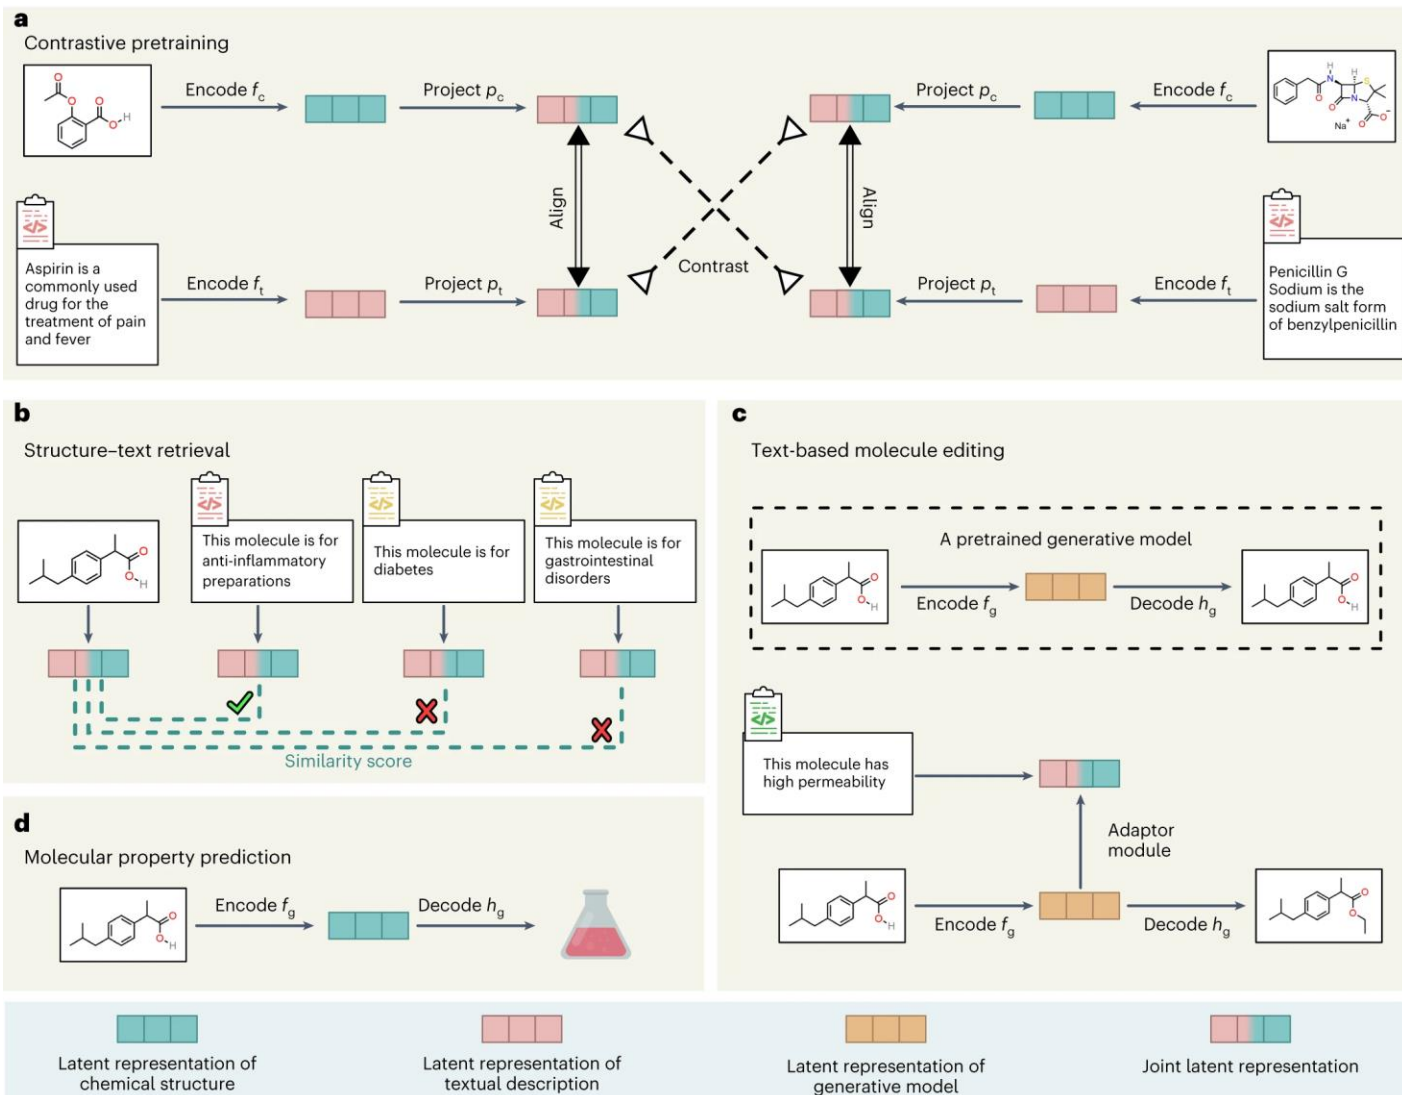 a
Contrastive pretraining
Encode fc
Project pc
Project pc
Encode fc
O
O
O
O
H
H
N
H
S
O
O
N
O
O−
Na+
Align
Align
Contrast
</>
Aspirin is a
commonly used
drug for the
treatment of pain
and fever
Encode ft
Project pt
Project pt
Encode ft
</>
Penicillin G
Sodium is the
sodium salt form
of benzylpenicillin
b
Structure–text retrieval
O
O
H
</>
This molecule is for
anti-inflammatory
preparations
</>
This molecule is for
diabetes
</>
This molecule is for
gastrointestinal
disorders
Similarity score
c
Text-based molecule editing
A pretrained generative model
O
O
H
Encode fg
Decode hg
O
O
H
</>
This molecule has
high permeability
Adaptor
module
O
O
H
Encode fg
Decode hg
O
O
d
Molecular property prediction
O
O
H
Encode fg
Decode hg
Latent representation of
chemical structure
Latent representation of
textual description
Latent representation of
generative model
Joint latent representation